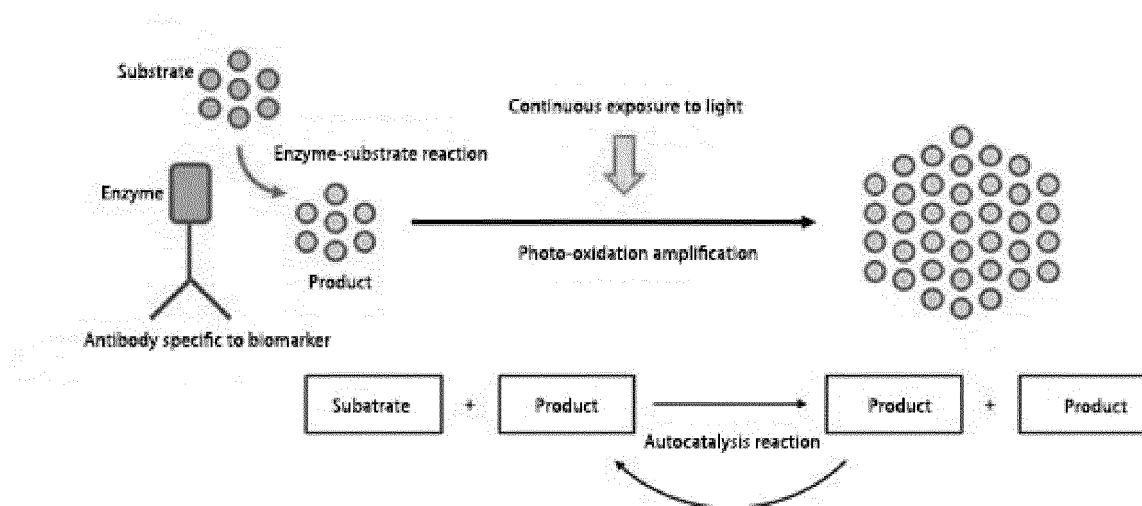 Substrate
Continuous exposure to light
Enzyme-substrate reaction
Enzyme
Photo-oxidation amplification
Product
Antibody specific to biomarker
Subatrate + Product Product + Product
Autocatalysis reaction